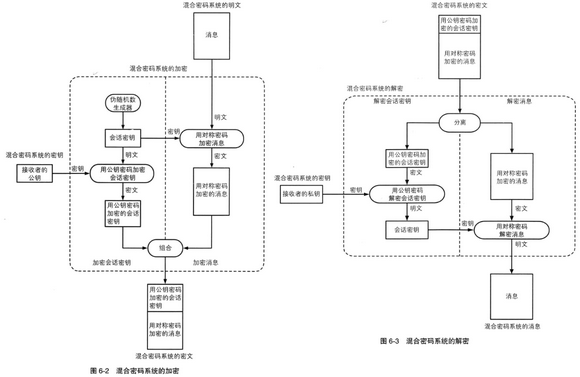 混合密码系统的明文
消息
混合密码系统的加密
伪随机数
生成器
会话密钥
密钥
明文
用对称密码
加密消息
明文
混合密码系统的密钥
接收者的
公钥
密钥
用公钥密码加密
会话密钥
密文
用公钥密码
加密的会话
密钥
密文
用对称密码
加密的消息
组合
加密会话密钥
加密消息
用公钥密码
加密的会话
密钥
用对称密码
加密的消息
混合密码系统的密文
图 6-2 混合密码系统的加密
混合密码系统的密文
用公钥密码加密
的会话密钥
用对称密码
加密的消息
混合密码系统的解密
解密会话密钥
解密消息
分离
用公钥密码加
密的会话密钥
密文
用对称密码
加密的消息
密文
混合密码系统的密钥
接收者的私钥
密钥
用公钥密码
解密会话密钥
明文
会话密钥
密钥
用对称密码
解密消息
明文
消息
混合密码系统的消息
图 6-3 混合密码系统的解密